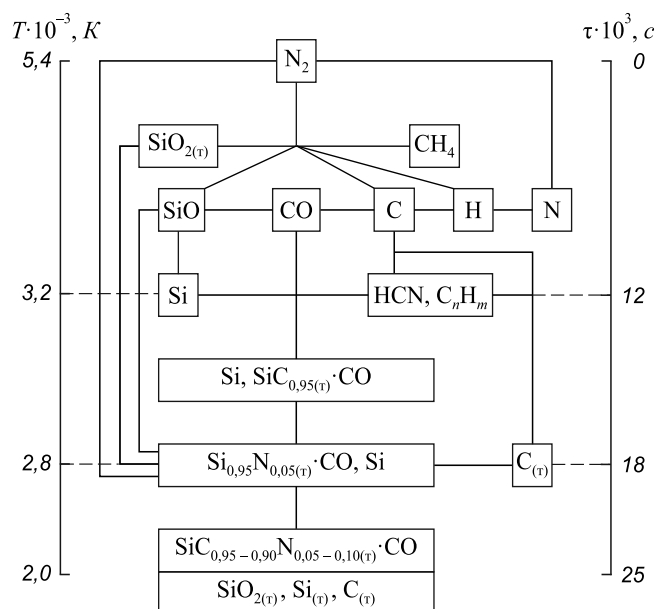 T·10⁻³, К τ·10³, с
5,4 N₂ 0
SiO₂₍т₎ CH₄
SiO CO C H N
3,2 Si HCN, CₙHₘ 12
Si, SiC₀,₉₅₍т₎·CO
2,8 Si₀,₉₅N₀,₀₅₍т₎·CO, Si C₍т₎ 18
SiC₀,₉₅ ₋ ₀,₉₀N₀,₀₅₋₀,₁₀₍т₎·CO
2,0 25
SiO₂₍т₎, Si₍т₎, C₍т₎